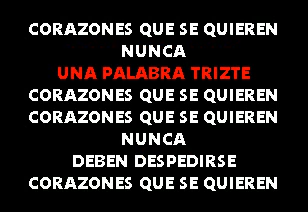 CORAZONES QUE SE QUIEREN
NUNCA
UNA PALABRA TRIZTE
CORAZONES QUE SE QUIEREN
CORAZONES QUE SE QUIEREN
NUNCA
DEBEN DESPEDIRSE
CORAZONES QUE SE QUIEREN